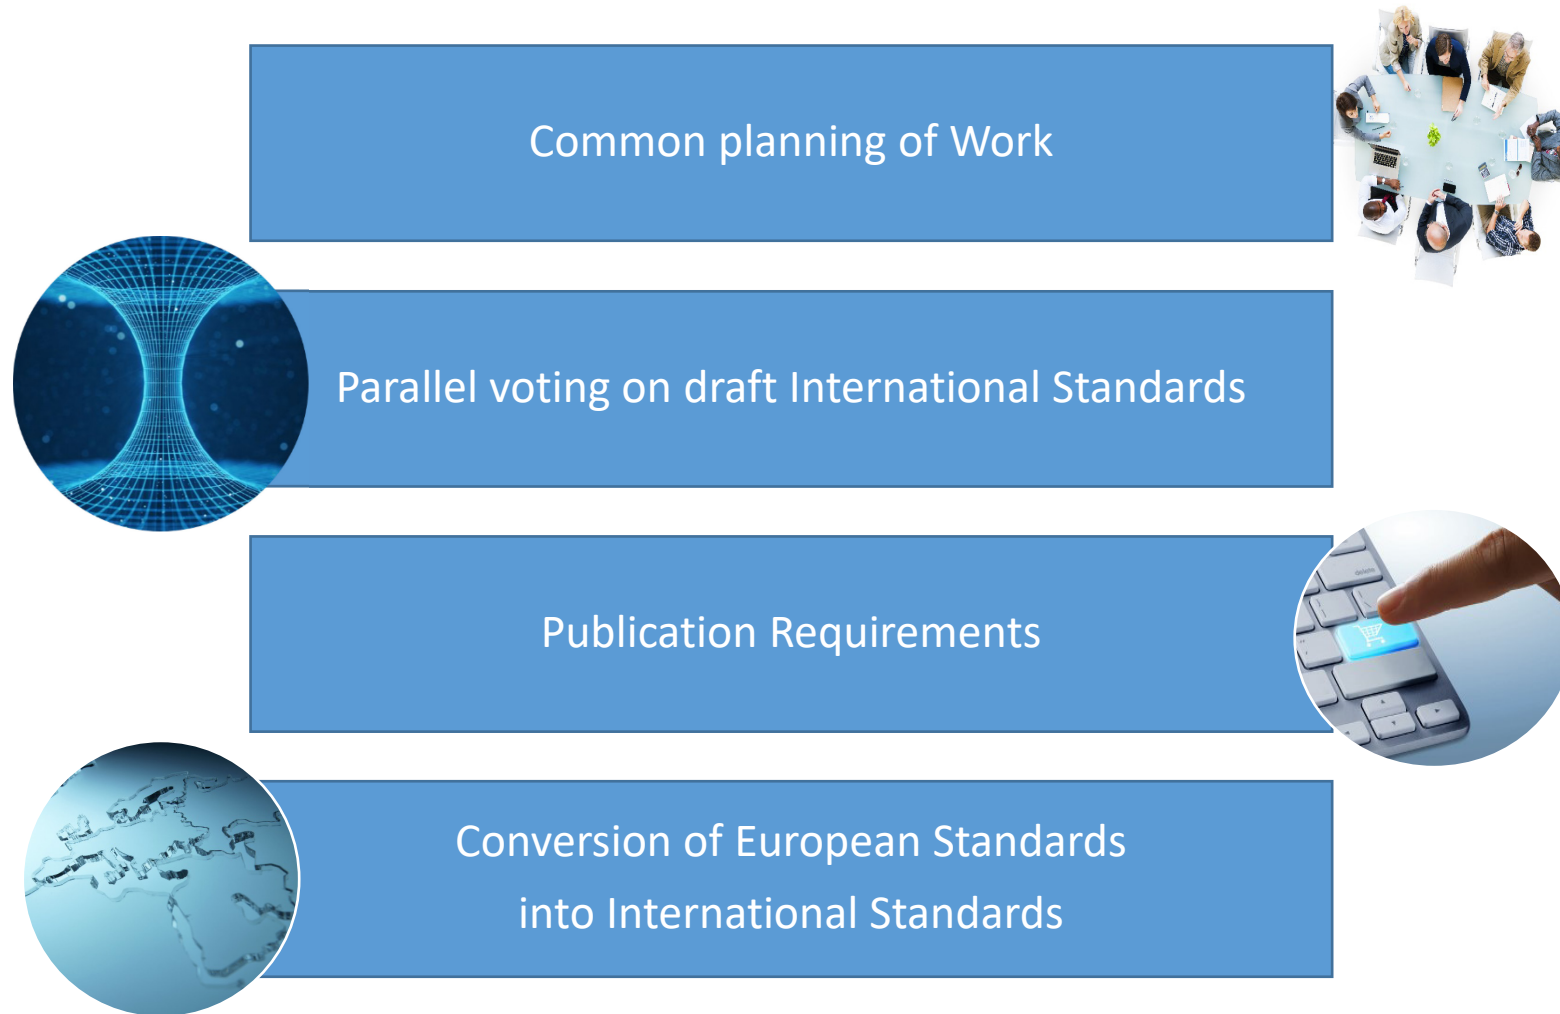 Common planning of Work
Parallel voting on draft International Standards
delete
Publication Requirements
Conversion of European Standards
into International Standards